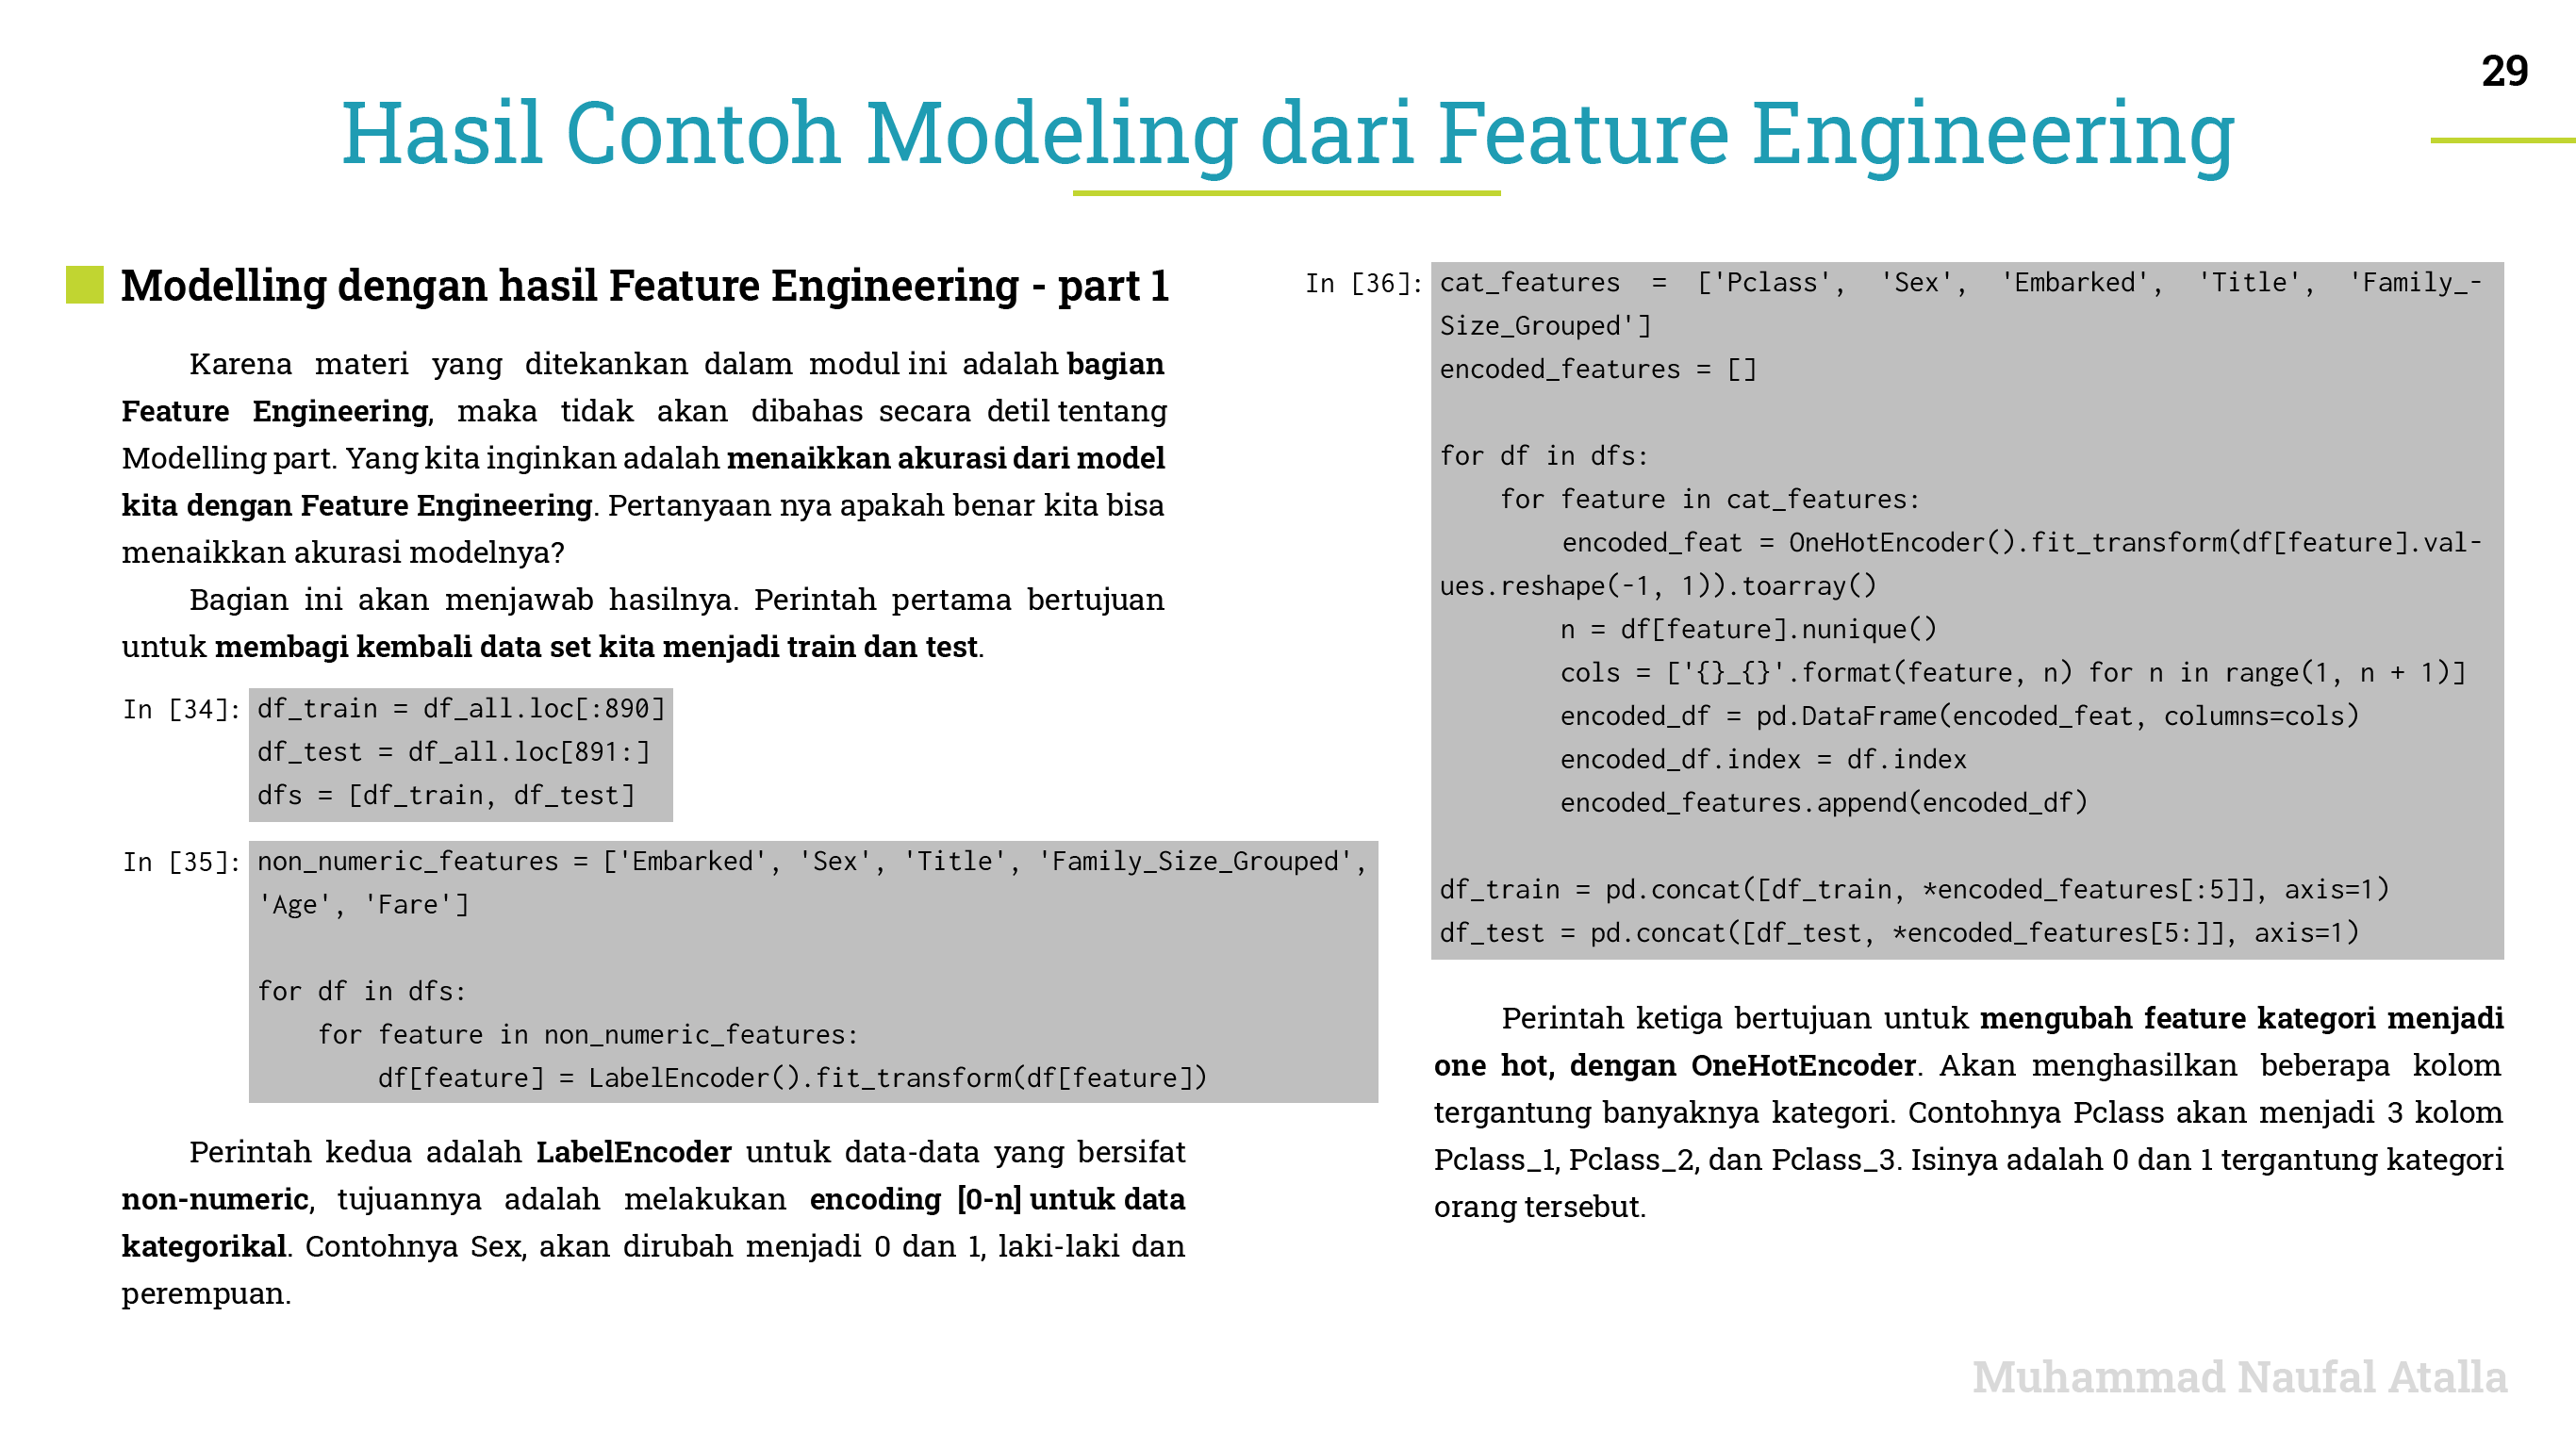 29
Hasil Contoh Modeling dari Feature Engineering
Modelling dengan hasil Feature Engineering - part 1
Karena materi yang ditekankan dalam modul ini adalah bagian
Feature Engineering, maka tidak akan dibahas secara detil tentang
Modelling part. Yang kita inginkan adalah menaikkan akurasi dari model
kita dengan Feature Engineering. Pertanyaan nya apakah benar kita bisa
menaikkan akurasi modelnya?
Bagian ini akan menjawab hasilnya. Perintah pertama bertujuan
untuk membagi kembali data set kita menjadi train dan test.
In [34]: df_train = df_all.loc[:890]
df_test = df_all.loc[891:]
dfs = [df_train, df_test]
In [35]: non_numeric_features = ['Embarked', 'Sex', 'Title', 'Family_Size_Grouped',
'Age', 'Fare']
for df in dfs:
    for feature in non_numeric_features:
        df[feature] = LabelEncoder().fit_transform(df[feature])
Perintah kedua adalah LabelEncoder untuk data-data yang bersifat
non-numeric, tujuannya adalah melakukan encoding [0-n] untuk data
kategorikal. Contohnya Sex, akan dirubah menjadi 0 dan 1, laki-laki dan
perempuan.
In [36]: cat_features = ['Pclass', 'Sex', 'Embarked', 'Title', 'Family_-
Size_Grouped']
encoded_features = []
for df in dfs:
    for feature in cat_features:
        encoded_feat = OneHotEncoder().fit_transform(df[feature].val-
ues.reshape(-1, 1)).toarray()
        n = df[feature].nunique()
        cols = ['{}_{}'.format(feature, n) for n in range(1, n + 1)]
        encoded_df = pd.DataFrame(encoded_feat, columns=cols)
        encoded_df.index = df.index
        encoded_features.append(encoded_df)
df_train = pd.concat([df_train, *encoded_features[:5]], axis=1)
df_test = pd.concat([df_test, *encoded_features[5:]], axis=1)
Perintah ketiga bertujuan untuk mengubah feature kategori menjadi
one hot, dengan OneHotEncoder. Akan menghasilkan beberapa kolom
tergantung banyaknya kategori. Contohnya Pclass akan menjadi 3 kolom
Pclass_1, Pclass_2, dan Pclass_3. Isinya adalah 0 dan 1 tergantung kategori
orang tersebut.
Muhammad Naufal Atalla